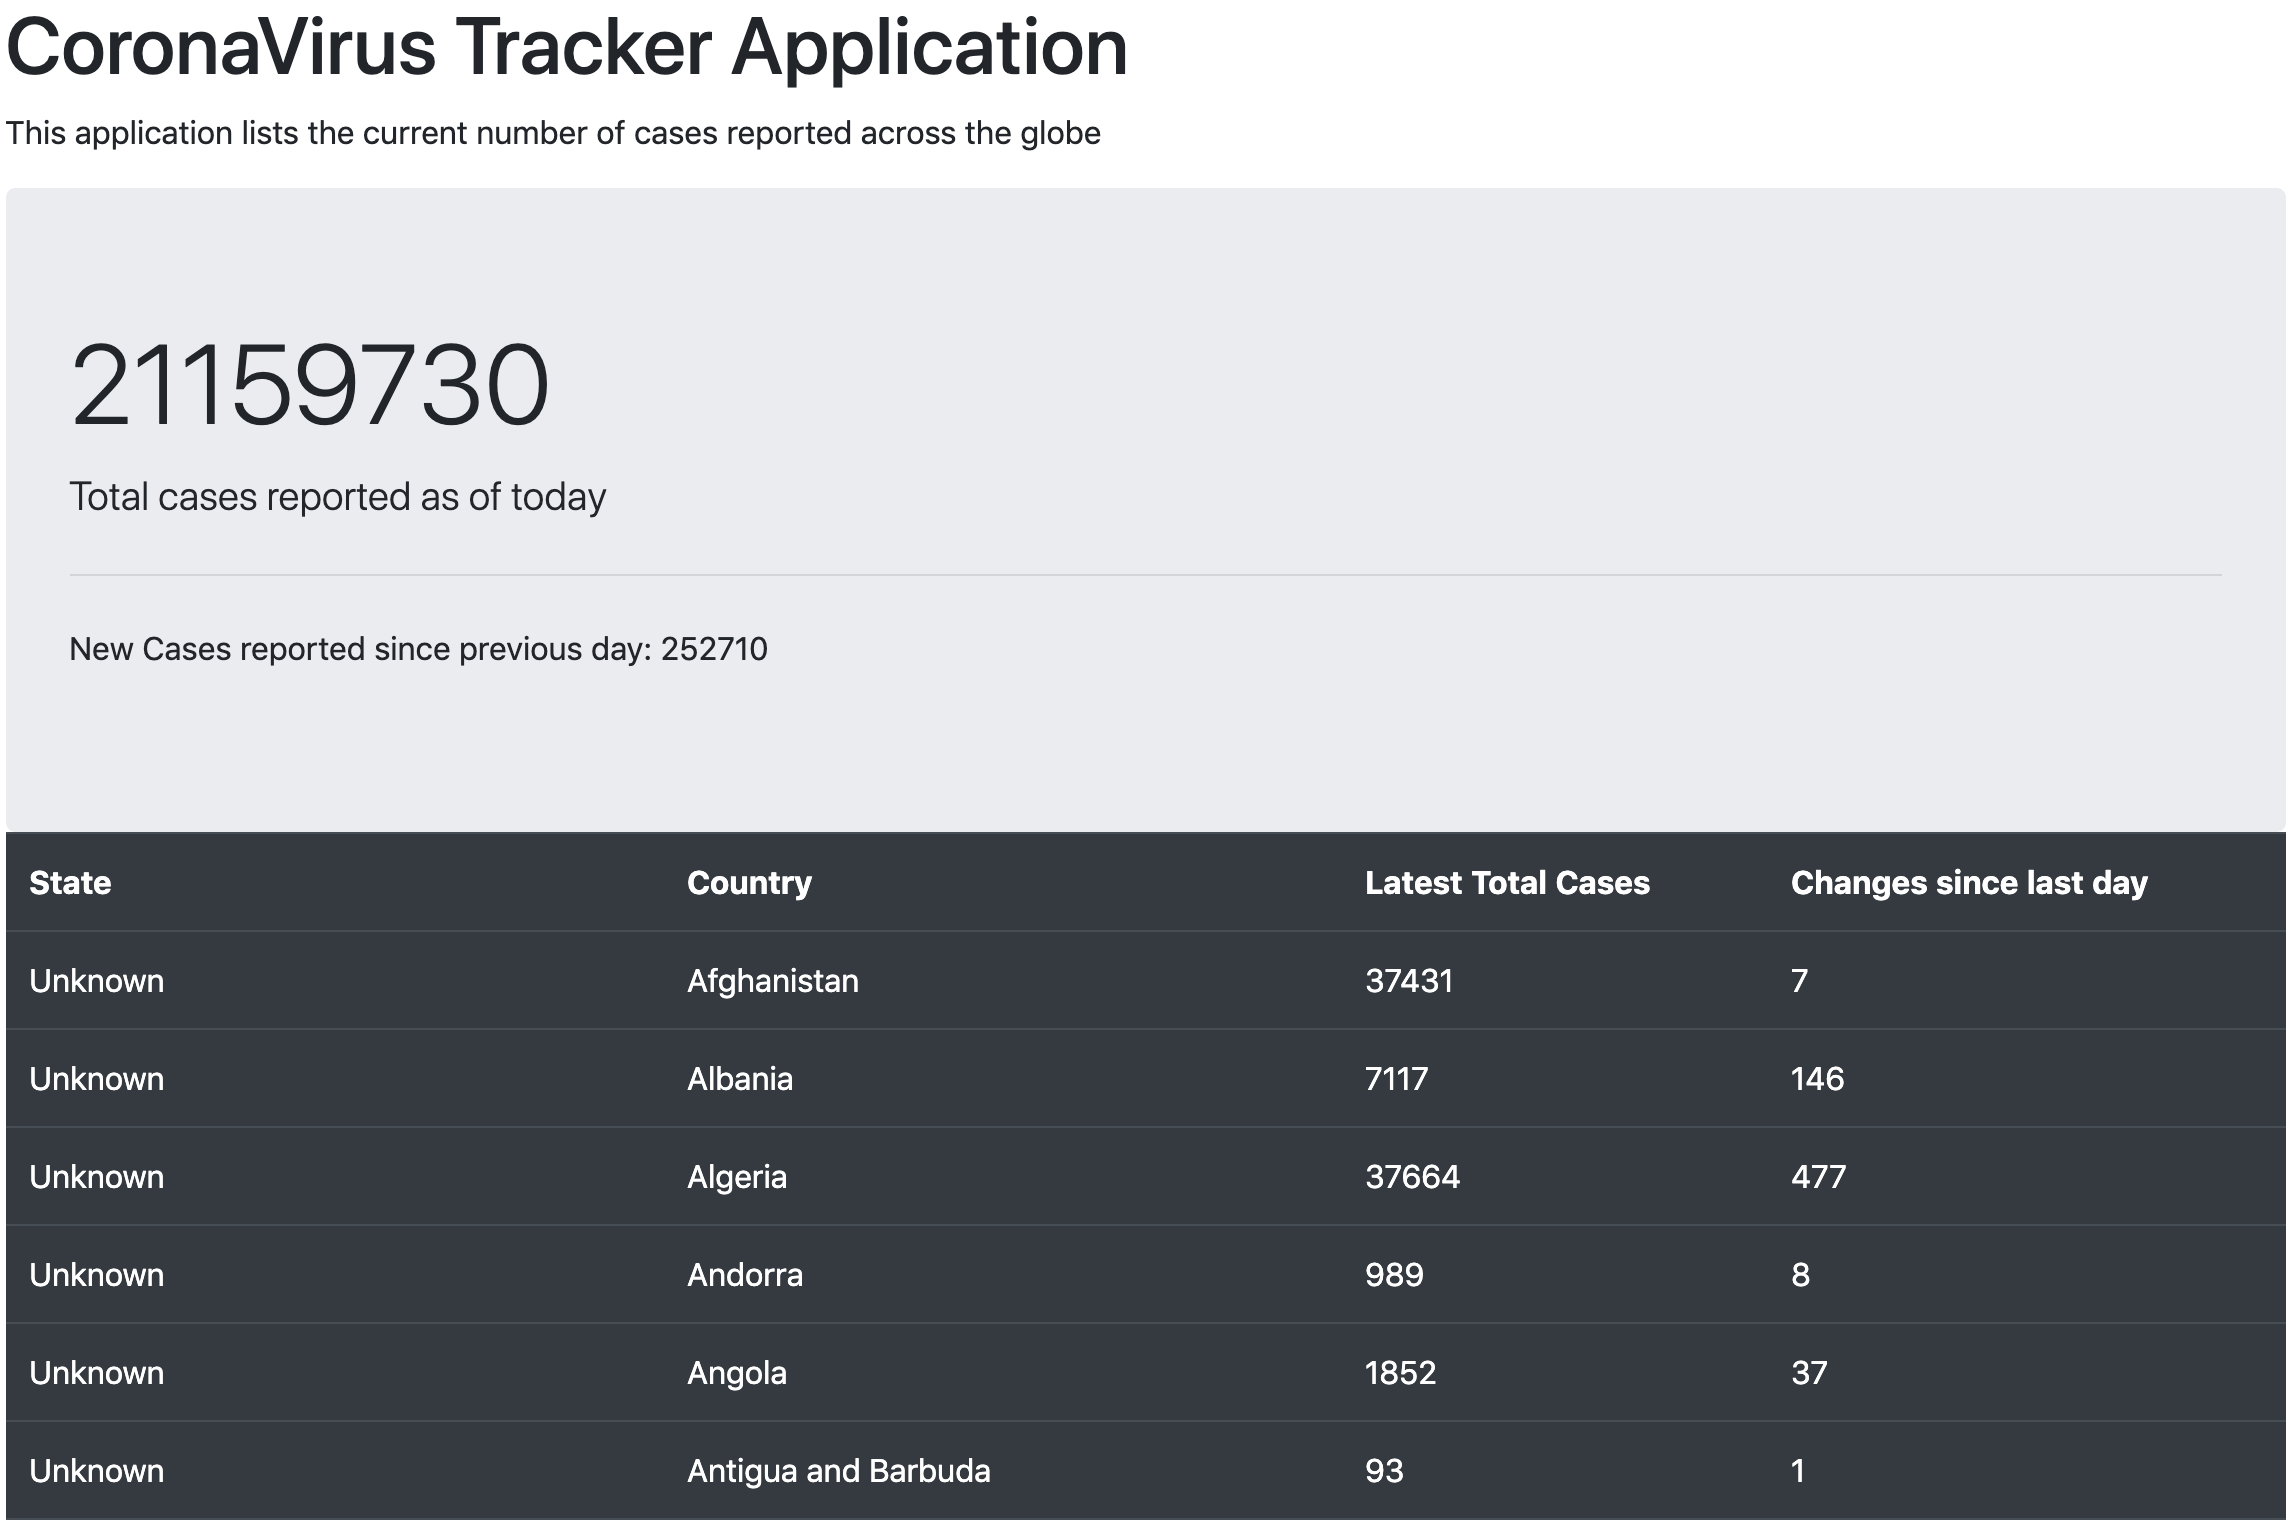 CoronaVirus Tracker Application
This application lists the current number of cases reported across the globe
21159730
Total cases reported as of today
New Cases reported since previous day: 252710
State Country Latest Total Cases Changes since last day
Unknown Afghanistan 37431 7
Unknown Albania 7117 146
Unknown Algeria 37664 477
Unknown Andorra 989 8
Unknown Angola 1852 37
Unknown Antigua and Barbuda 93 1